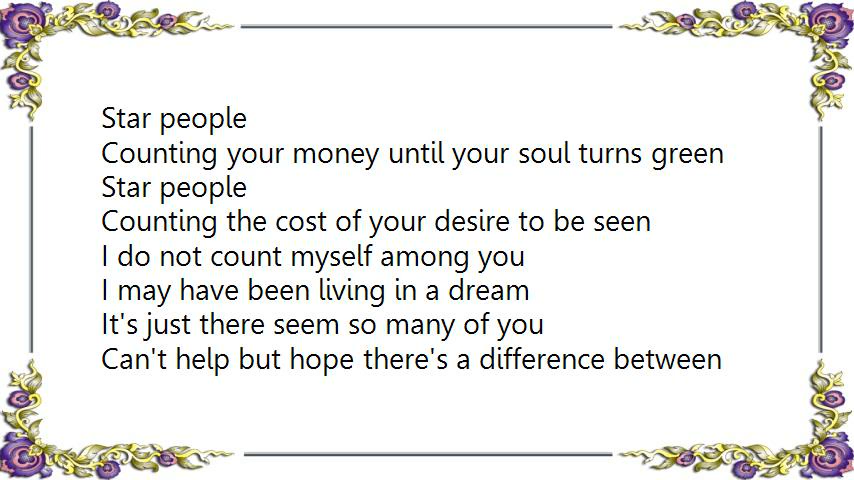 Star people
Counting your money until your soul turns green
Star people
Counting the cost of your desire to be seen
I do not count myself among you
I may have been living in a dream
It's just there seem so many of you
Can't help but hope there's a difference between